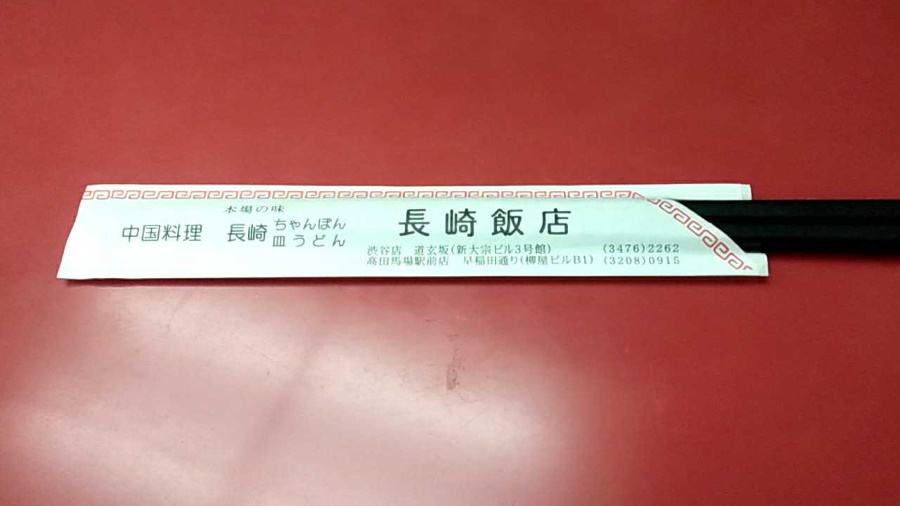 本場の味
中国料理 長崎 ちゃんぽん
皿うどん
長崎飯店
渋谷店 道玄坂(新大宗ビル3号館) (3476)2262
高田馬場駅前店 早稲田通り(柳屋ビルB1) (3208)0915